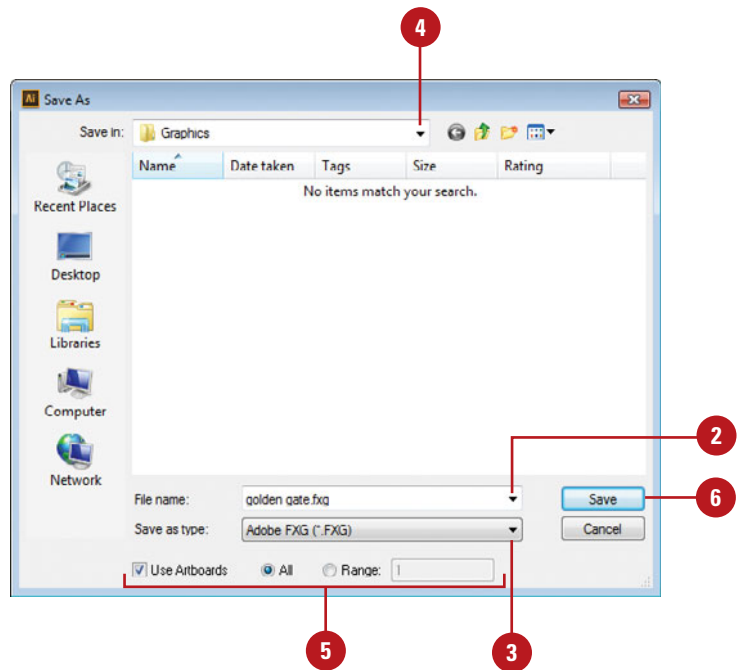 4
Ai Save As
Save in: Graphics
Name Date taken Tags Size Rating
No items match your search.
Recent Places
Desktop
Libraries
Computer
Network
2
File name: golden gate.fxg Save 6
Save as type: Adobe FXG (*.FXG) Cancel
Use Artboards All Range: 1
5 3